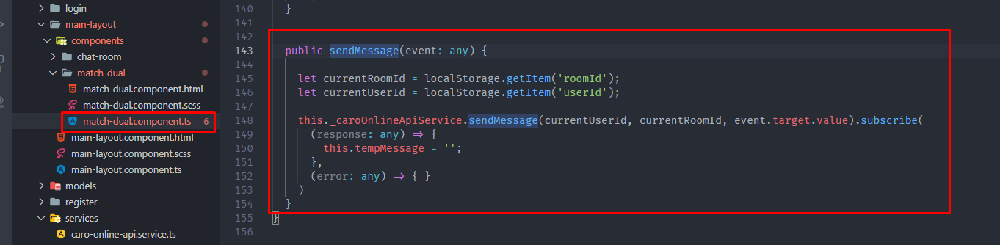 login
main-layout
components
chat-room
match-dual
match-dual.component.html
match-dual.component.scss
match-dual.component.ts 6
main-layout.component.html
main-layout.component.scss
main-layout.component.ts
models
register
services
caro-online-api.service.ts
140 }
141
142
143 public sendMessage(event: any) {
144
145 let currentRoomId = localStorage.getItem('roomId');
146 let currentUserId = localStorage.getItem('userId');
147
148 this._caroOnlineApiService.sendMessage(currentUserId, currentRoomId, event.target.value).subscribe(
149 (response: any) => {
150 this.tempMessage = '';
151 },
152 (error: any) => { }
153 )
154 }
155 }
156